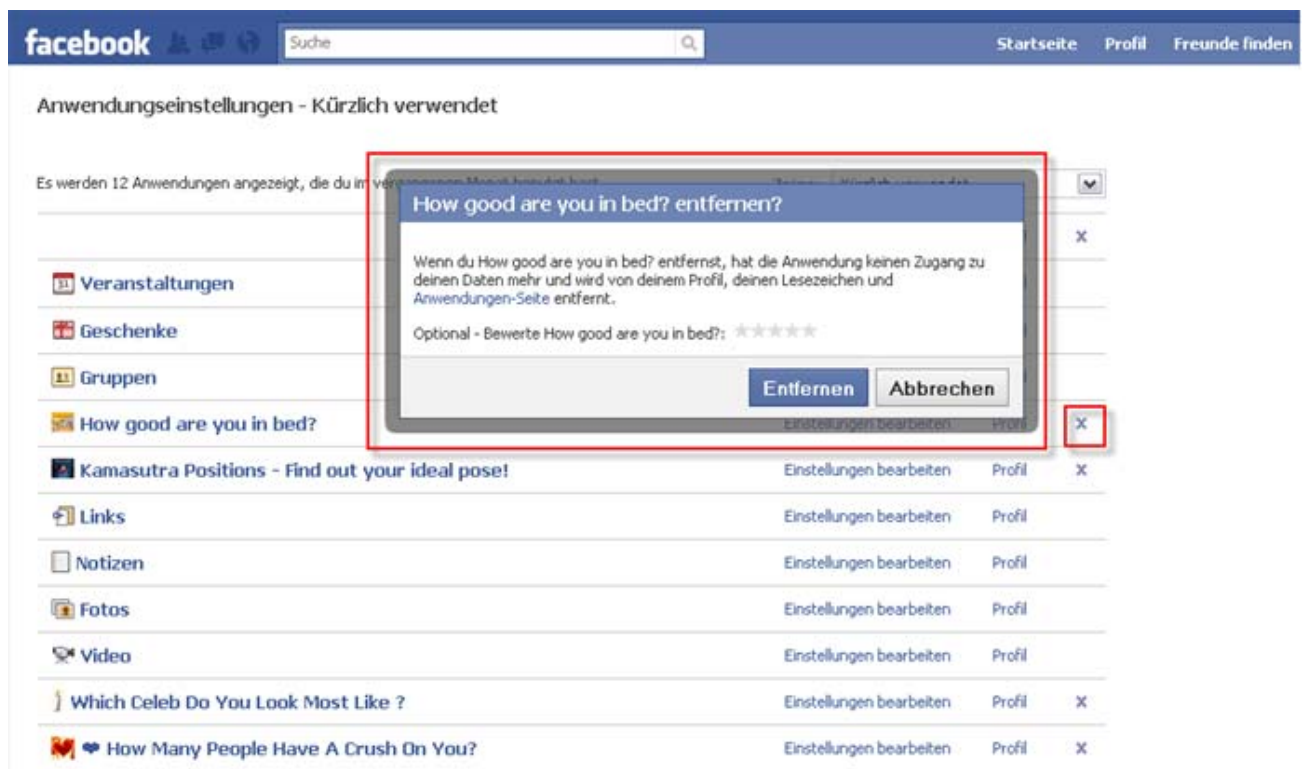 facebook
Suche
Startseite Profil Freunde finden
Anwendungseinstellungen - Kürzlich verwendet
Es werden 12 Anwendungen angezeigt, die du im
How good are you in bed? entfernen?
Wenn du How good are you in bed? entfernst, hat die Anwendung keinen Zugang zu
deinen Daten mehr und wird von deinem Profil, deinen Lesezeichen und
Anwendungen-Seite entfernt.
Optional - Bewerte How good are you in bed?:
Entfernen Abbrechen
x
Veranstaltungen
Geschenke
Gruppen
How good are you in bed? Einstellungen bearbeiten Profil x
Kamasutra Positions - Find out your ideal pose! Einstellungen bearbeiten Profil x
Links Einstellungen bearbeiten Profil
Notizen Einstellungen bearbeiten Profil
Fotos Einstellungen bearbeiten Profil
Video Einstellungen bearbeiten Profil
Which Celeb Do You Look Most Like ? Einstellungen bearbeiten Profil x
❤ How Many People Have A Crush On You? Einstellungen bearbeiten Profil x